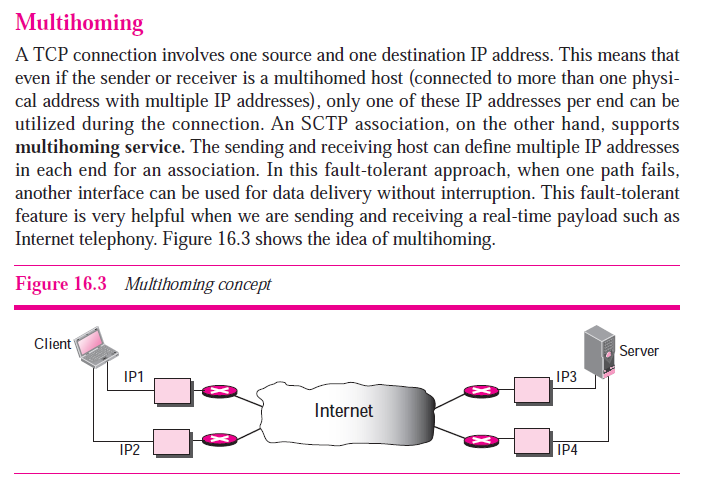 Multihoming
A TCP connection involves one source and one destination IP address. This means that
even if the sender or receiver is a multihomed host (connected to more than one physi-
cal address with multiple IP addresses), only one of these IP addresses per end can be
utilized during the connection. An SCTP association, on the other hand, supports
multihoming service. The sending and receiving host can define multiple IP addresses
in each end for an association. In this fault-tolerant approach, when one path fails,
another interface can be used for data delivery without interruption. This fault-tolerant
feature is very helpful when we are sending and receiving a real-time payload such as
Internet telephony. Figure 16.3 shows the idea of multihoming.
Figure 16.3 Multihoming concept
Client
Server
IP1
IP3
Internet
IP2
IP4